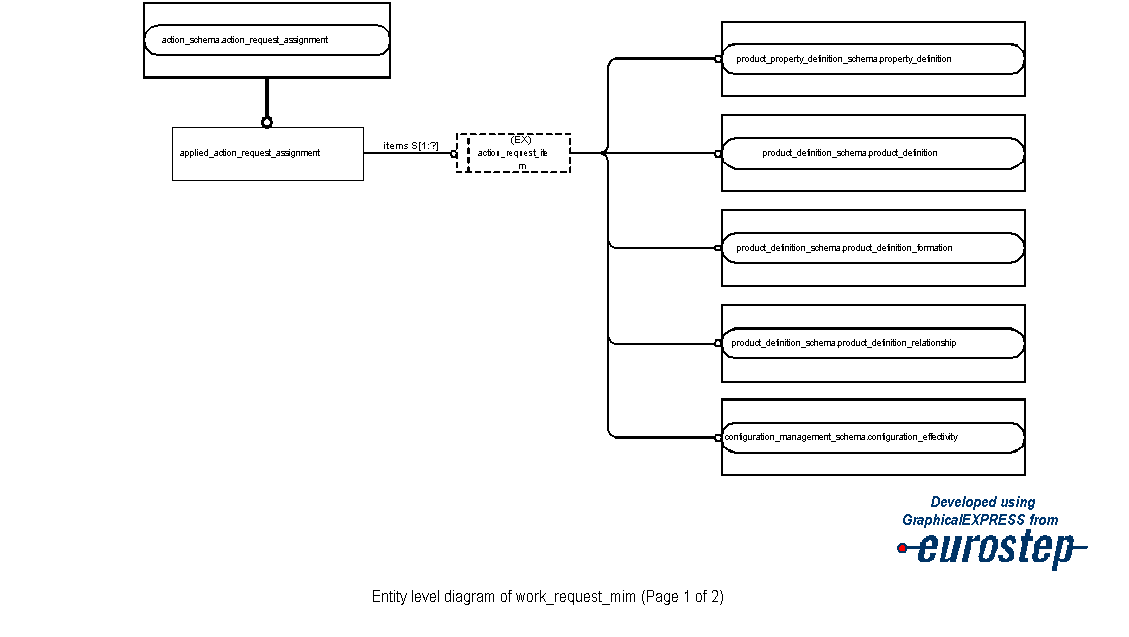 action_schema.action_request_assignment
applied_action_request_assignment
items S[1:?]
(EX)
action_request_ite
m
product_property_definition_schema.property_definition
product_definition_schema.product_definition
product_definition_schema.product_definition_formation
product_definition_schema.product_definition_relationship
configuration_management_schema.configuration_effectivity
Developed using
GraphicalEXPRESS from
eurostep
Entity level diagram of work_request_mim (Page 1 of 2)